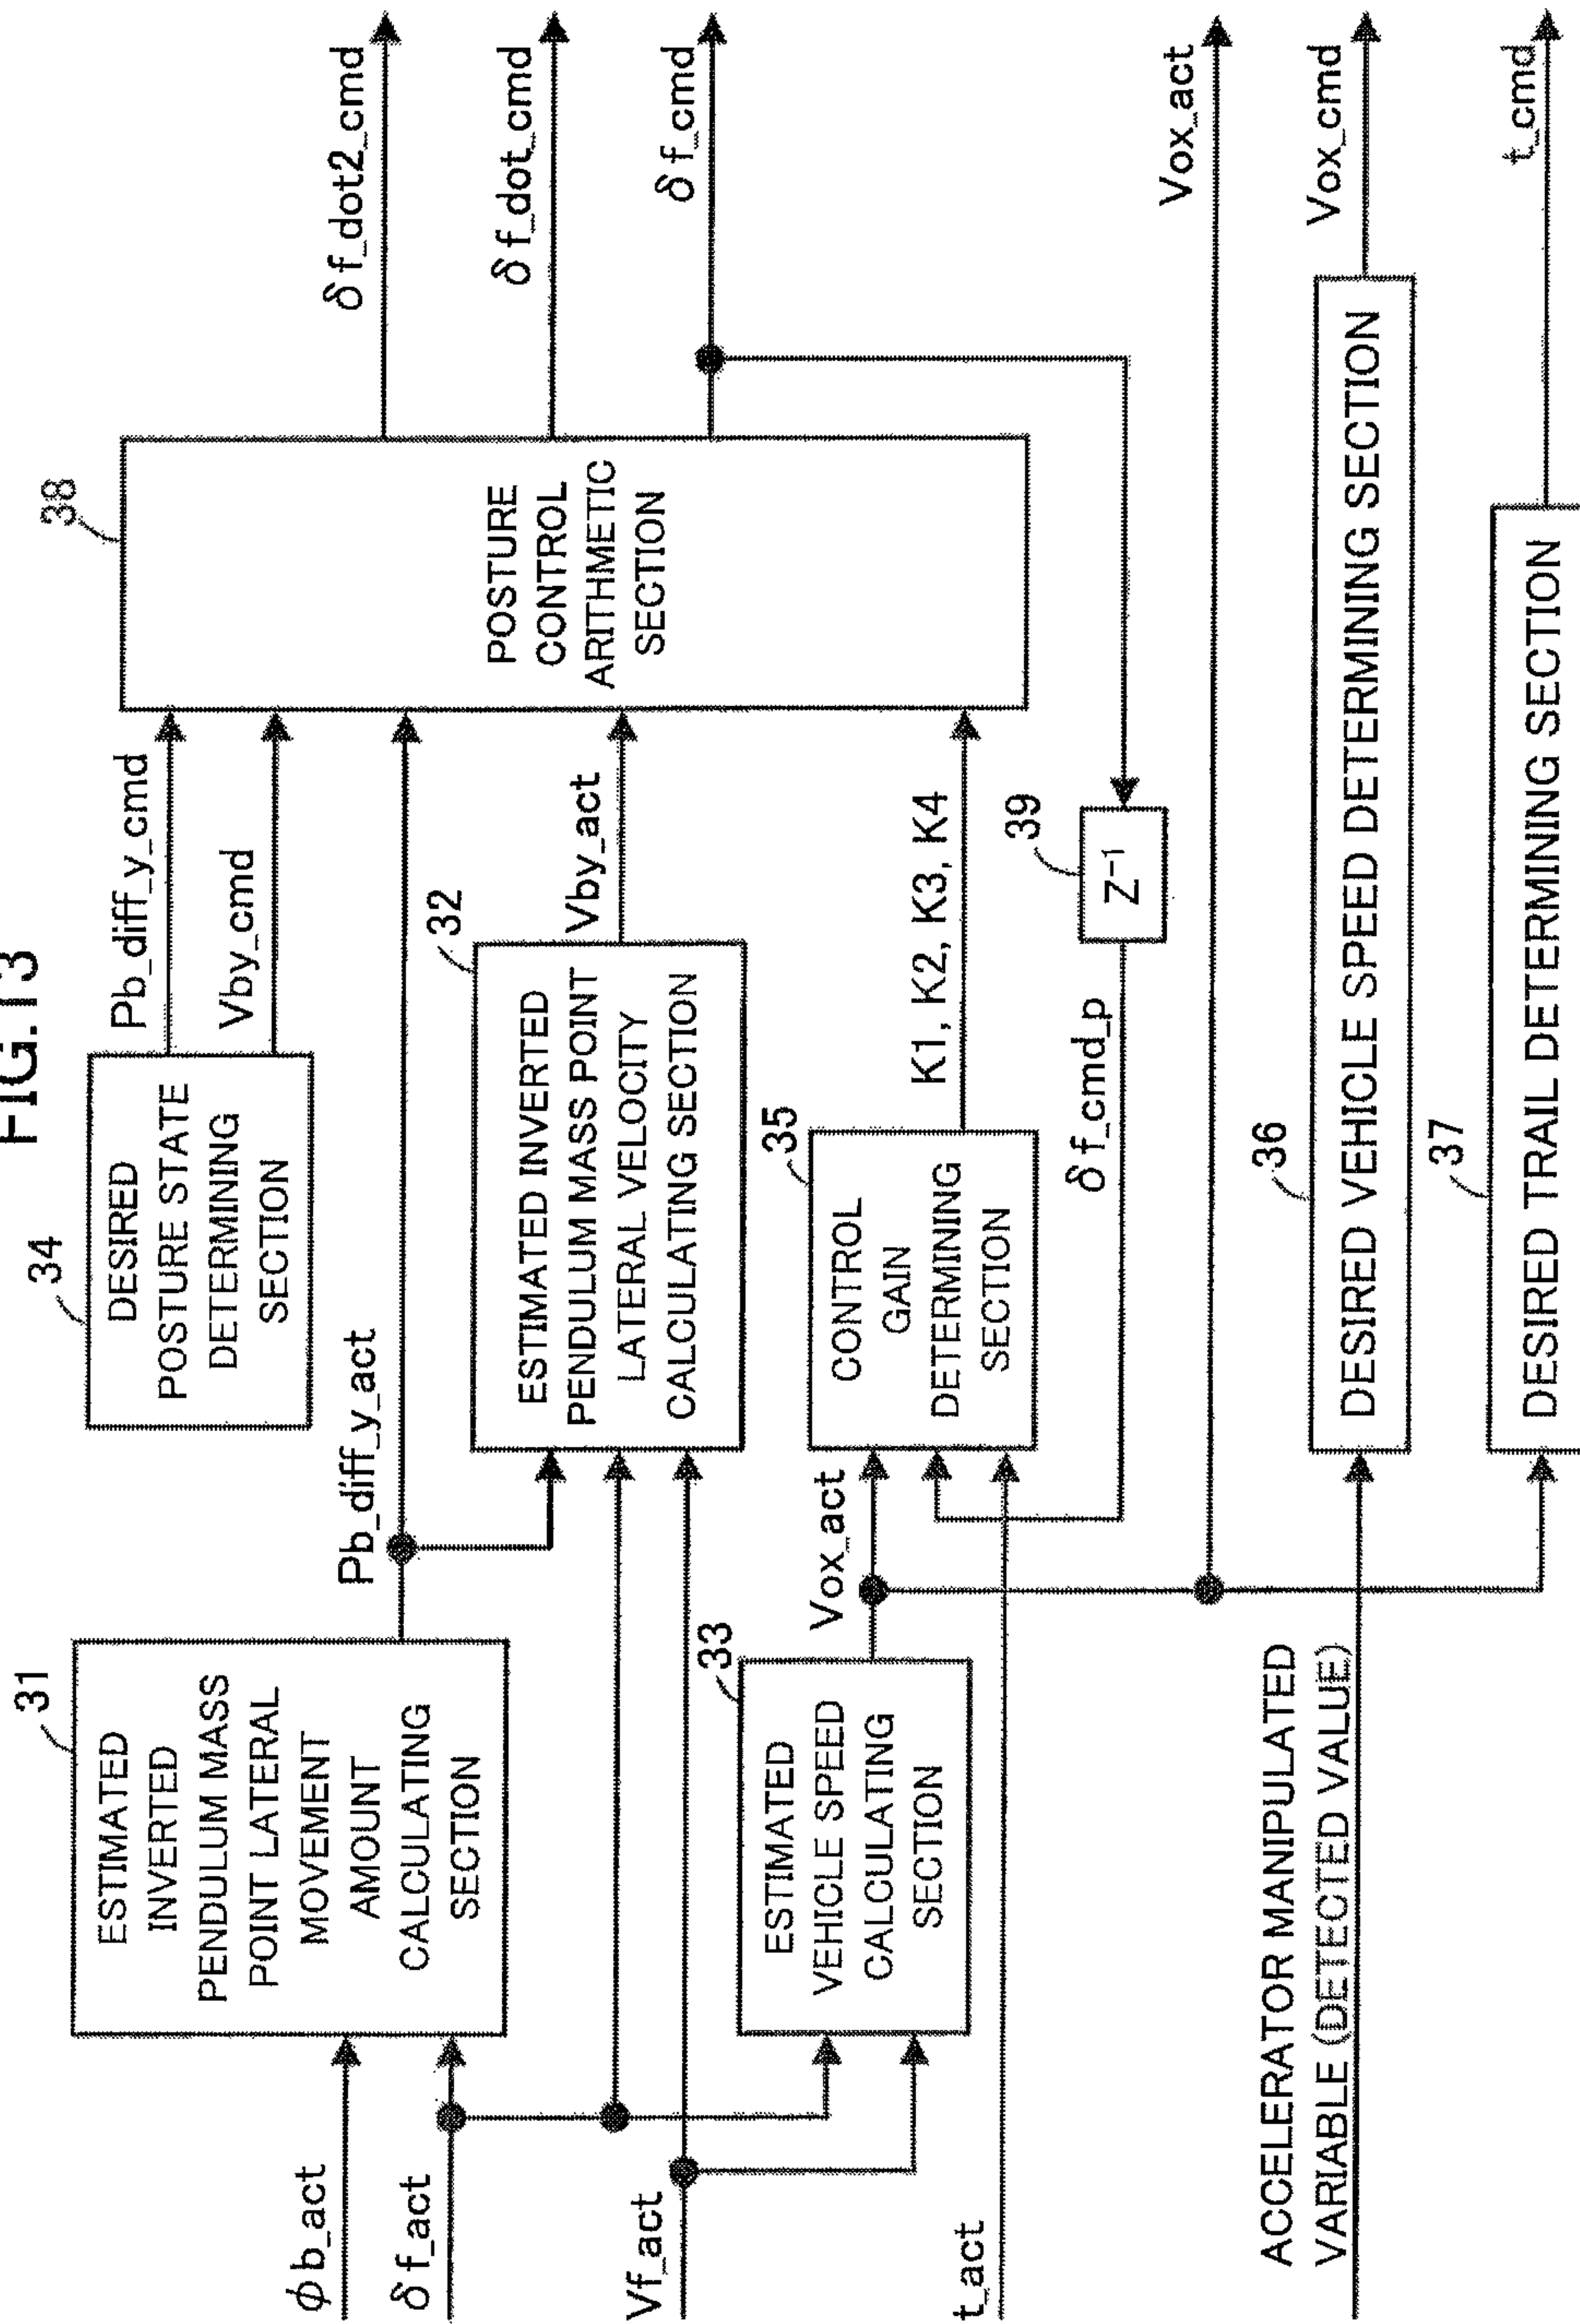 FIG.13
34
DESIRED
POSTURE STATE
DETERMINING
SECTION
Pb_diff_y_cmd
Vby_cmd
38
POSTURE
CONTROL
ARITHMETIC
SECTION
δf_dot2_cmd
δf_dot_cmd
δf_cmd
31
ESTIMATED
INVERTED
PENDULUM MASS
POINT LATERAL
MOVEMENT
AMOUNT
CALCULATING
SECTION
ϕb_act
δf_act
Pb_diff_y_act
32
ESTIMATED INVERTED
PENDULUM MASS POINT
LATERAL VELOCITY
CALCULATING SECTION
Vby_act
Vf_act
33
ESTIMATED
VEHICLE SPEED
CALCULATING
SECTION
Vox_act
35
CONTROL
GAIN
DETERMINING
SECTION
K1, K2, K3, K4
39
Z⁻¹
δf_cmd_p
t_act
Vox_act
ACCELERATOR MANIPULATED
VARIABLE (DETECTED VALUE)
36
DESIRED VEHICLE SPEED DETERMINING SECTION
Vox_cmd
37
DESIRED TRAIL DETERMINING SECTION
t_cmd